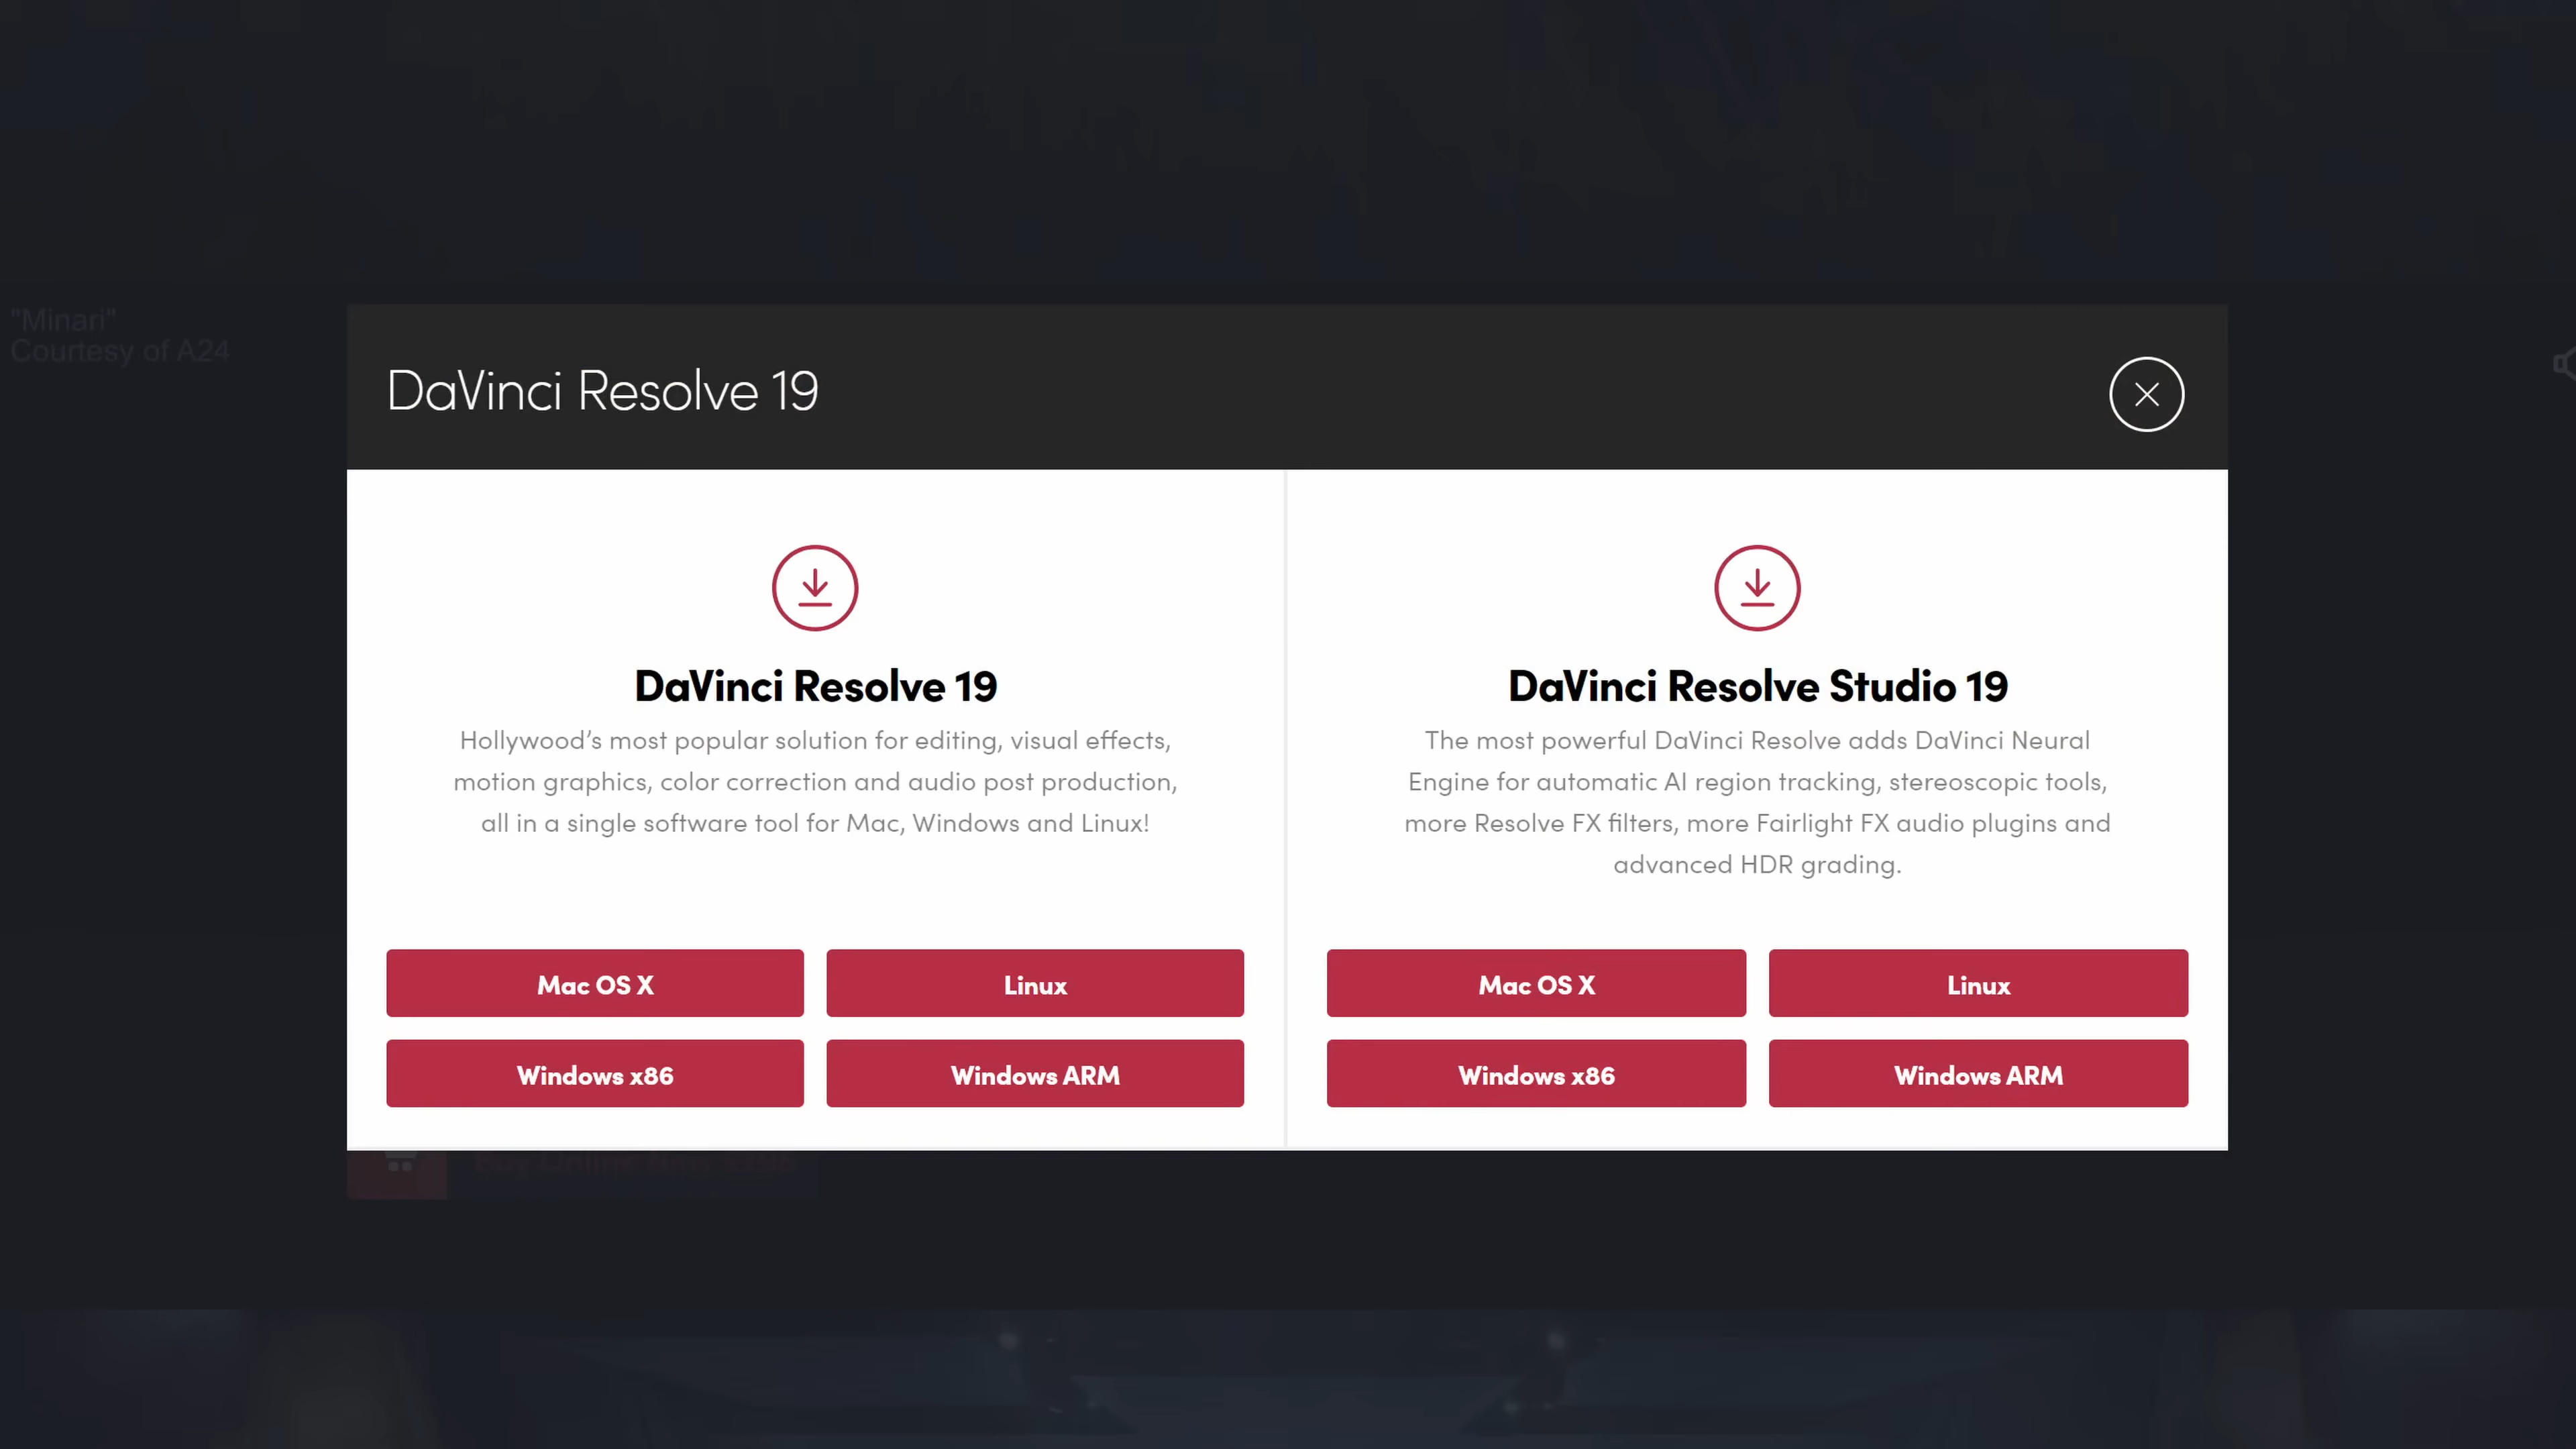 "Minari"
Courtesy of A24
DaVinci Resolve 19
DaVinci Resolve 19
Hollywood’s most popular solution for editing, visual effects,
motion graphics, color correction and audio post production,
all in a single software tool for Mac, Windows and Linux!
Mac OS X
Linux
Windows x86
Windows ARM
DaVinci Resolve Studio 19
The most powerful DaVinci Resolve adds DaVinci Neural
Engine for automatic AI region tracking, stereoscopic tools,
more Resolve FX filters, more Fairlight FX audio plugins and
advanced HDR grading.
Mac OS X
Linux
Windows x86
Windows ARM
Buy Online Now